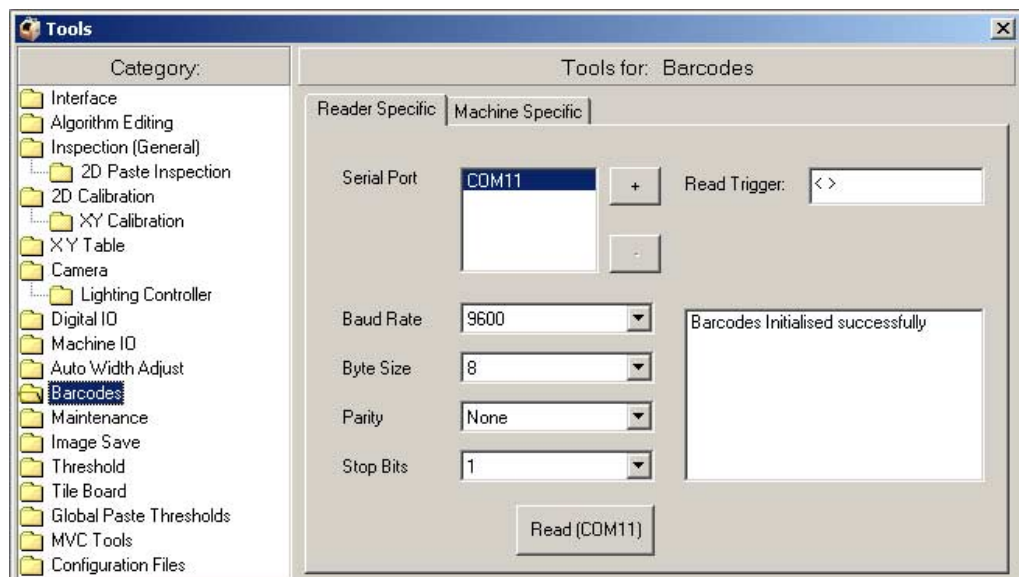 Tools
Category:
Interface
Algorithm Editing
Inspection (General)
2D Paste Inspection
2D Calibration
XY Calibration
XY Table
Camera
Lighting Controller
Digital IO
Machine IO
Auto Width Adjust
Barcodes
Maintenance
Image Save
Threshold
Tile Board
Global Paste Thresholds
MVC Tools
Configuration Files
Tools for: Barcodes
Reader Specific
Machine Specific
Serial Port
COM11
+
-
Read Trigger:
< >
Baud Rate
9600
Byte Size
8
Parity
None
Stop Bits
1
Barcodes Initialised successfully
Read (COM11)